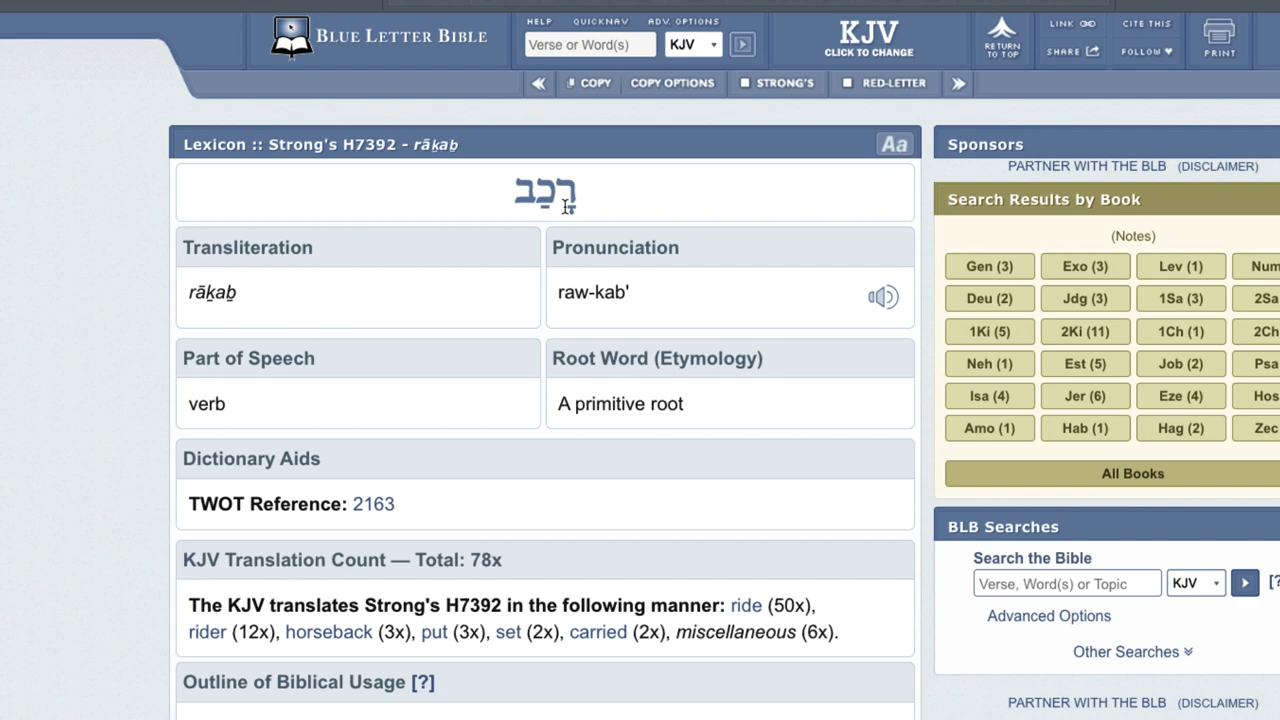 BLUE LETTER BIBLE
HELP QUICKNAV ADV. OPTIONS
Verse or Word(s) KJV
KJV
CLICK TO CHANGE
RETURN
TO TOP
LINK CITE THIS
SHARE FOLLOW
PRINT
COPY COPY OPTIONS STRONG'S RED-LETTER
Lexicon :: Strong's H7392 - rāḵaḇ Aa
רָכַב
Transliteration
rāḵaḇ
Pronunciation
raw-kab'
Part of Speech
verb
Root Word (Etymology)
A primitive root
Dictionary Aids
TWOT Reference: 2163
KJV Translation Count — Total: 78x
The KJV translates Strong's H7392 in the following manner: ride (50x),
rider (12x), horseback (3x), put (3x), set (2x), carried (2x), miscellaneous (6x).
Outline of Biblical Usage [?]
Sponsors
PARTNER WITH THE BLB (DISCLAIMER)
Search Results by Book
(Notes)
Gen (3) Exo (3) Lev (1) Num
Deu (2) Jdg (3) 1Sa (3) 2Sa
1Ki (5) 2Ki (11) 1Ch (1) 2Ch
Neh (1) Est (5) Job (2) Psa
Isa (4) Jer (6) Eze (4) Hos
Amo (1) Hab (1) Hag (2) Zec
All Books
BLB Searches
Search the Bible
Verse, Word(s) or Topic KJV [?
Advanced Options
Other Searches
PARTNER WITH THE BLB (DISCLAIMER)